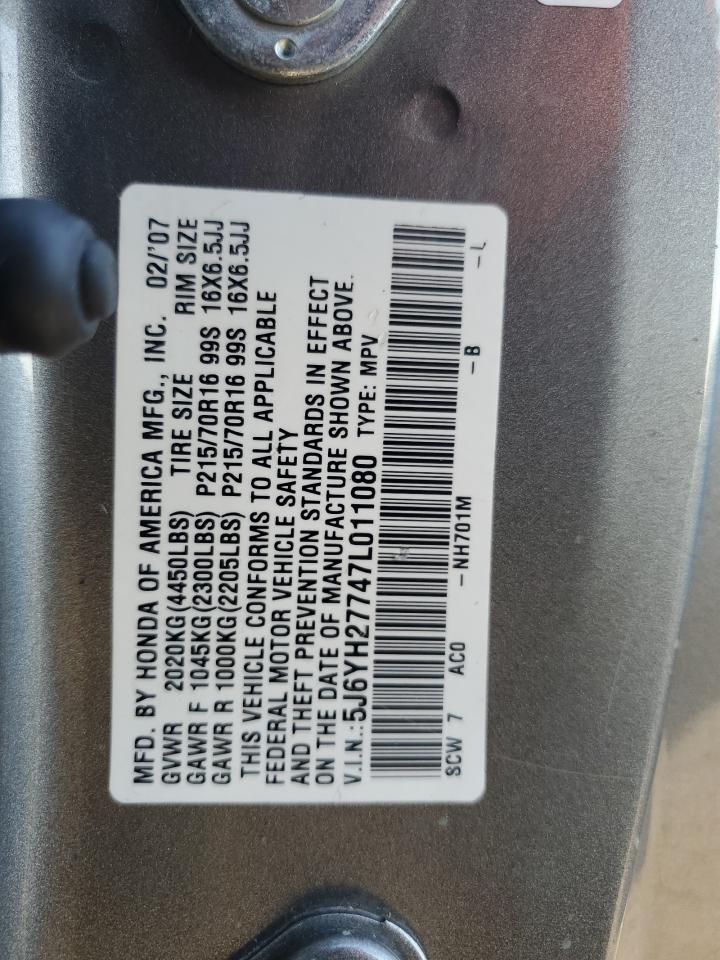 MFD. BY HONDA OF AMERICA MFG., INC. 02/'07
GVWR 2020KG(4450LBS) TIRE SIZE RIM SIZE
GAWR F 1045KG(2300LBS) P215/70R16 99S 16X6.5JJ
GAWR R 1000KG(2205LBS) P215/70R16 99S 16X6.5JJ
THIS VEHICLE CONFORMS TO ALL APPLICABLE
FEDERAL MOTOR VEHICLE SAFETY
AND THEFT PREVENTION STANDARDS IN EFFECT
ON THE DATE OF MANUFACTURE SHOWN ABOVE.
V.I.N.:5J6YH27747L011080 TYPE: MPV
SCW 7 AC0 -NH701M -B -L